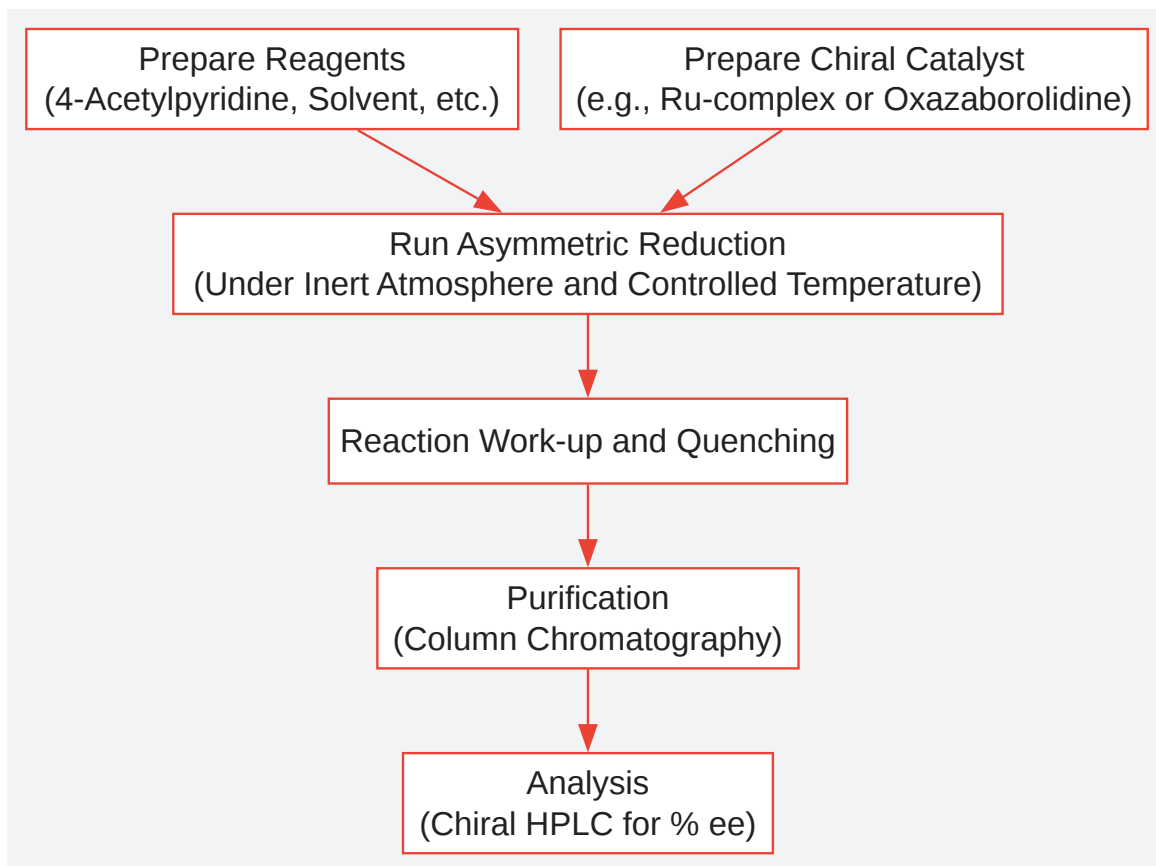 Prepare Reagents
(4-Acetylpyridine, Solvent, etc.)
Prepare Chiral Catalyst
(e.g., Ru-complex or Oxazaborolidine)
Run Asymmetric Reduction
(Under Inert Atmosphere and Controlled Temperature)
Reaction Work-up and Quenching
Purification
(Column Chromatography)
Analysis
(Chiral HPLC for % ee)